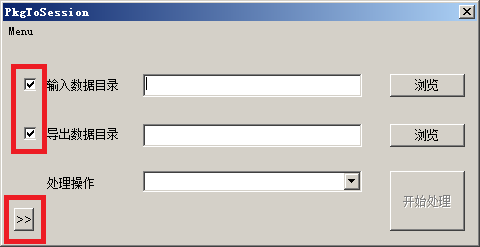 PkgToSession
Menu
输入数据目录 浏览
导出数据目录 浏览
处理操作
开始处理
>>